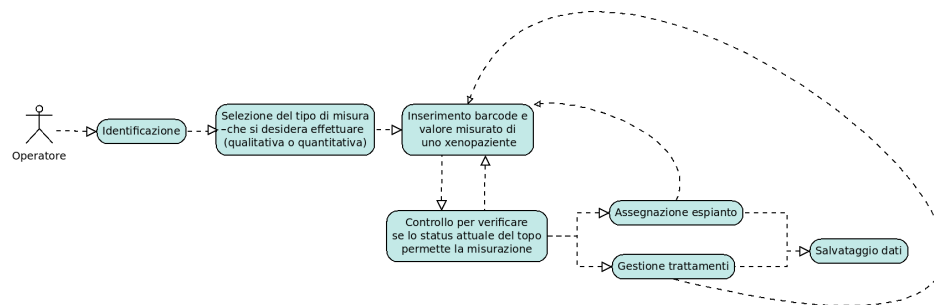 Operatore
Identificazione
Selezione del tipo di misura
che si desidera effettuare
(qualitativa o quantitativa)
Inserimento barcode e
valore misurato di
uno xenopaziente
Controllo per verificare
se lo status attuale del topo
permette la misurazione
Assegnazione espianto
Gestione trattamenti
Salvataggio dati